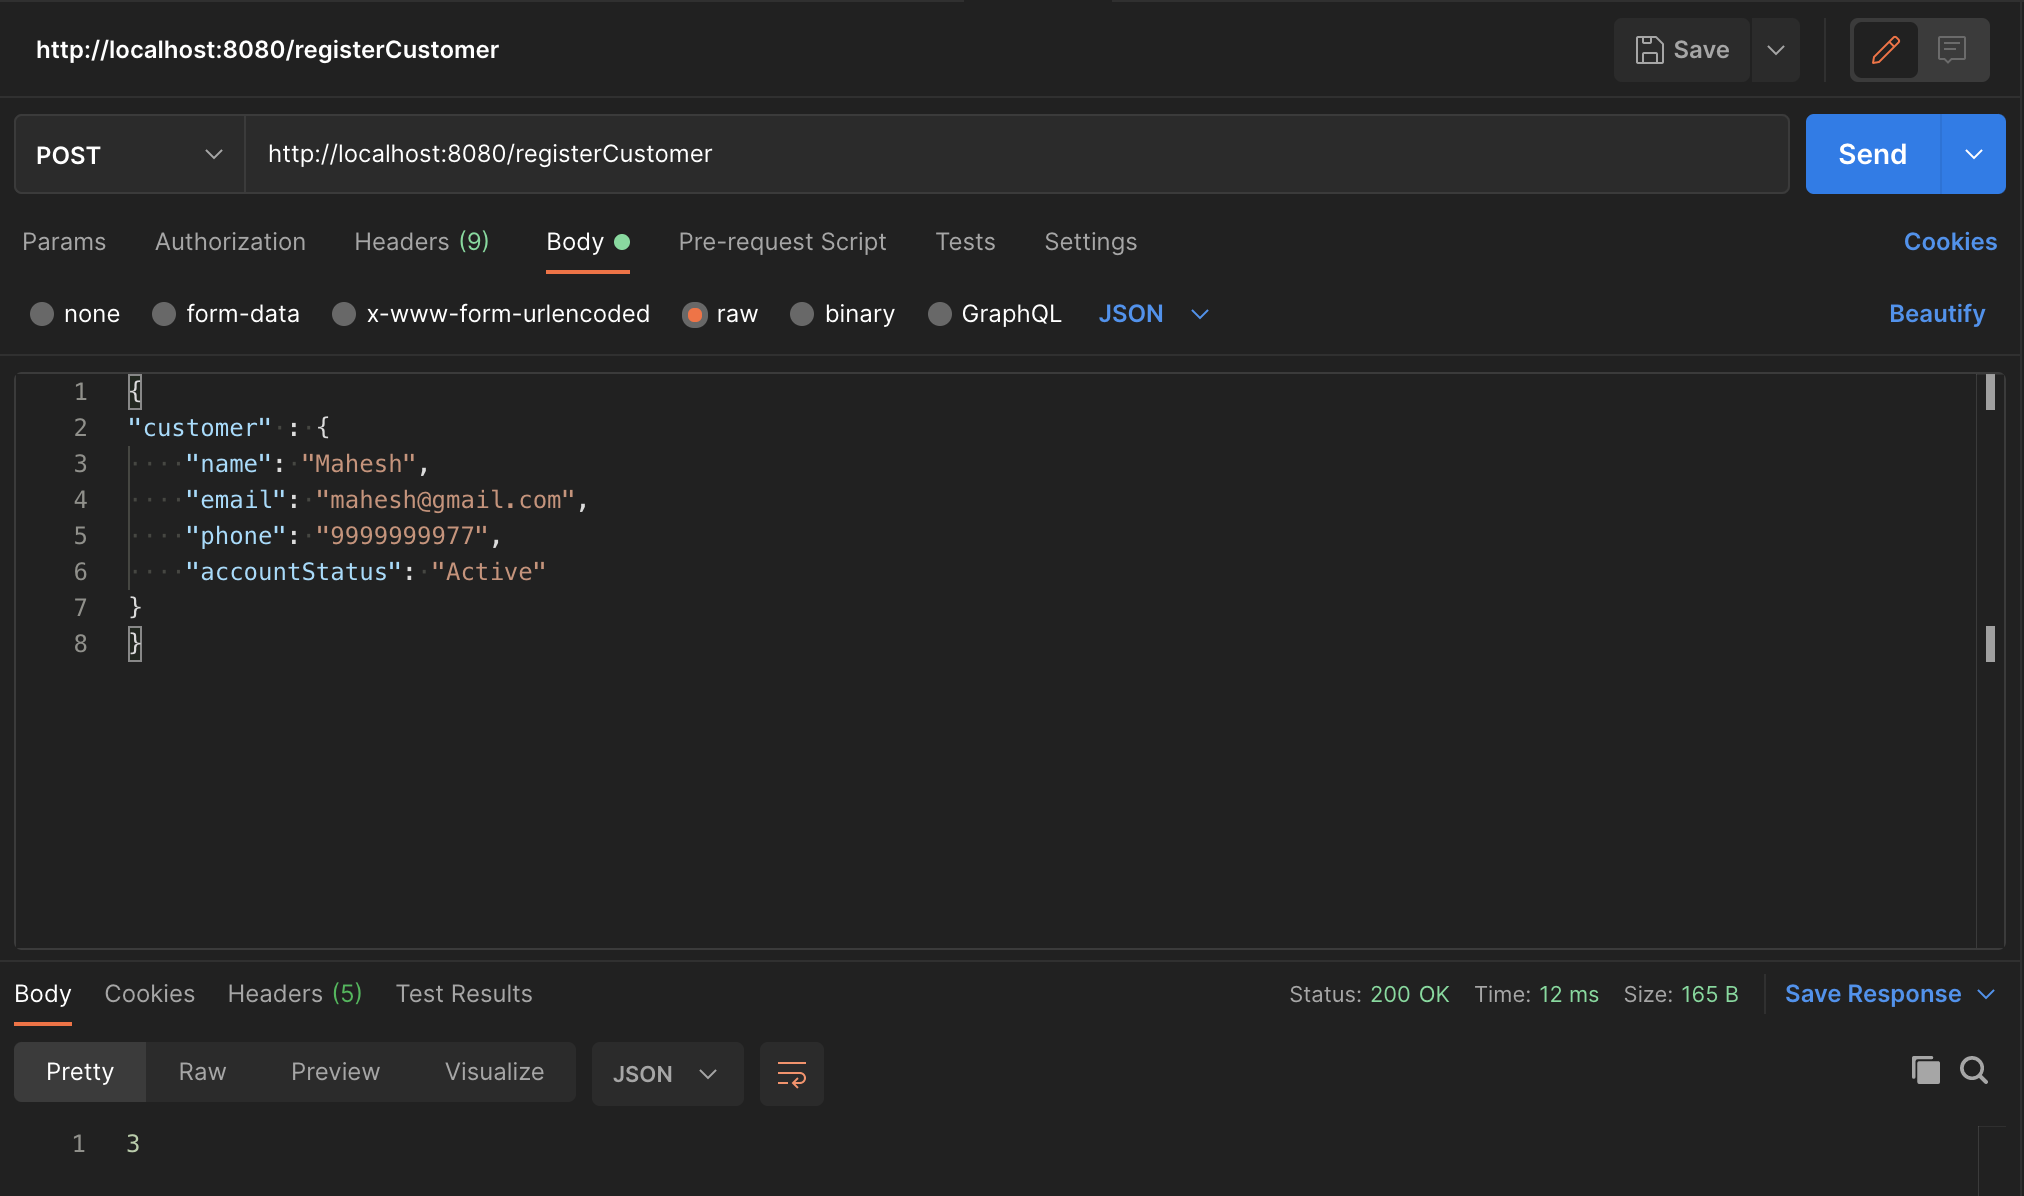 http://localhost:8080/registerCustomer Save
POST http://localhost:8080/registerCustomer Send
Params Authorization Headers (9) Body Pre-request Script Tests Settings Cookies
none form-data x-www-form-urlencoded raw binary GraphQL JSON Beautify
1 {
2 "customer" : {
3 "name": "Mahesh",
4 "email": "mahesh@gmail.com",
5 "phone": "9999999977",
6 "accountStatus": "Active"
7 }
8 }
Body Cookies Headers (5) Test Results Status: 200 OK Time: 12 ms Size: 165 B Save Response
Pretty Raw Preview Visualize JSON
1 3